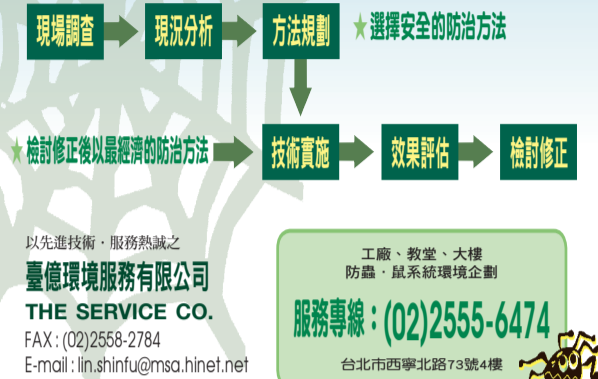 現場調查
現況分析
方法規劃
★選擇安全的防治方法
★檢討修正後以最經濟的防治方法
技術實施
效果評估
檢討修正
以先進技術・服務熱誠之
臺億環境服務有限公司
THE SERVICE CO.
FAX : (02)2558-2784
E-mail : lin.shinfu@msa.hinet.net
工廠、教堂、大樓
防蟲・鼠系統環境企劃
服務專線：(02)2555-6474
台北市西寧北路73號4樓